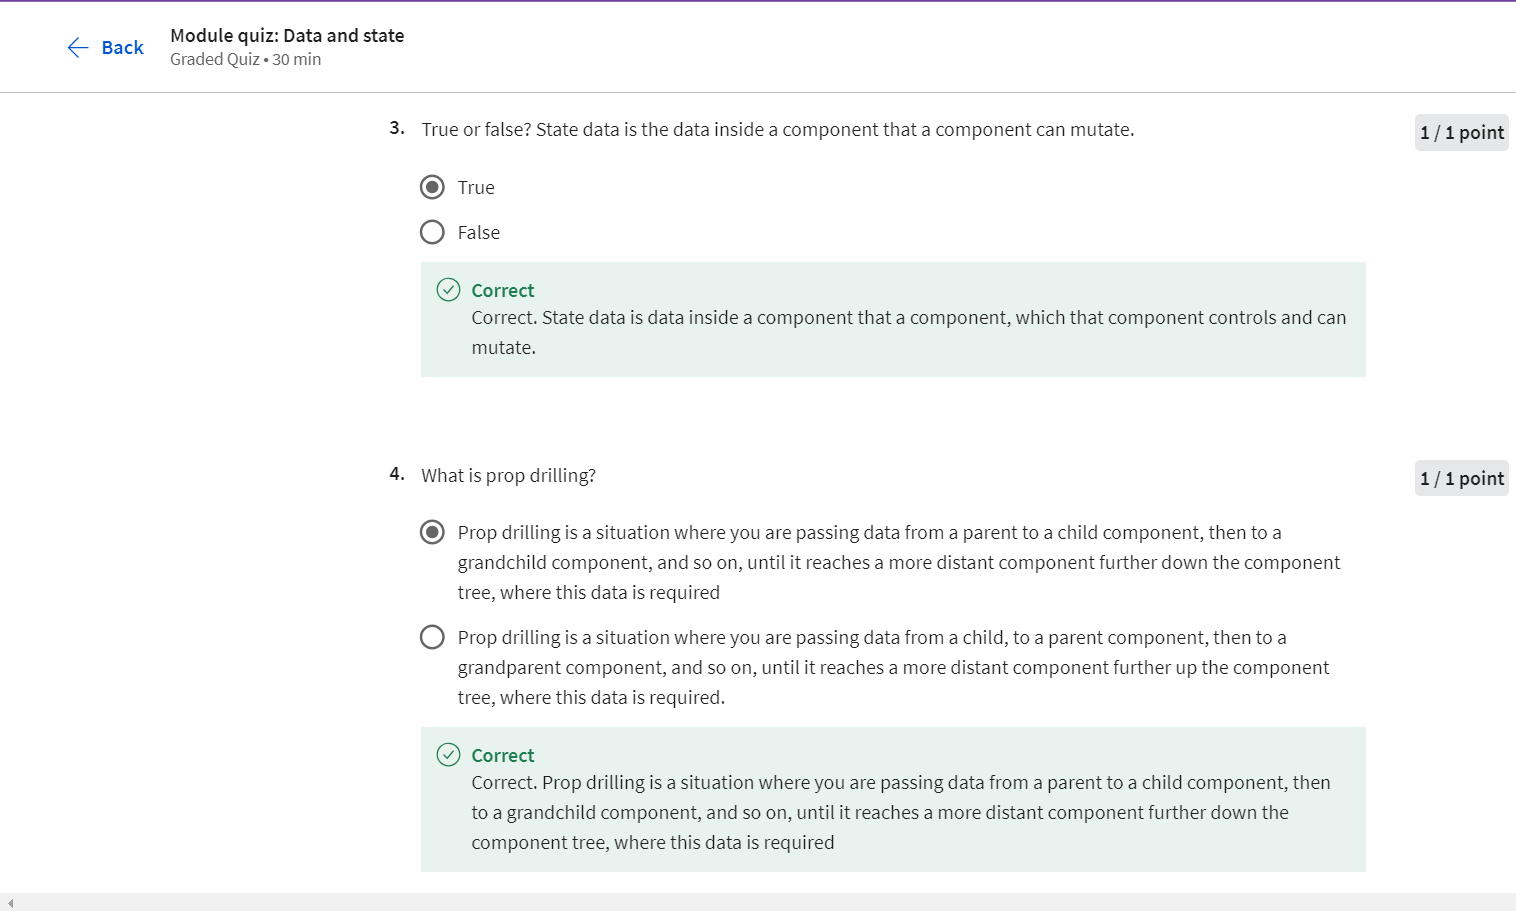 Back
Module quiz: Data and state
Graded Quiz • 30 min
3. True or false? State data is the data inside a component that a component can mutate.
1 / 1 point
True
False
Correct
Correct. State data is data inside a component that a component, which that component controls and can
mutate.
4. What is prop drilling?
1 / 1 point
Prop drilling is a situation where you are passing data from a parent to a child component, then to a
grandchild component, and so on, until it reaches a more distant component further down the component
tree, where this data is required
Prop drilling is a situation where you are passing data from a child, to a parent component, then to a
grandparent component, and so on, until it reaches a more distant component further up the component
tree, where this data is required.
Correct
Correct. Prop drilling is a situation where you are passing data from a parent to a child component, then
to a grandchild component, and so on, until it reaches a more distant component further down the
component tree, where this data is required